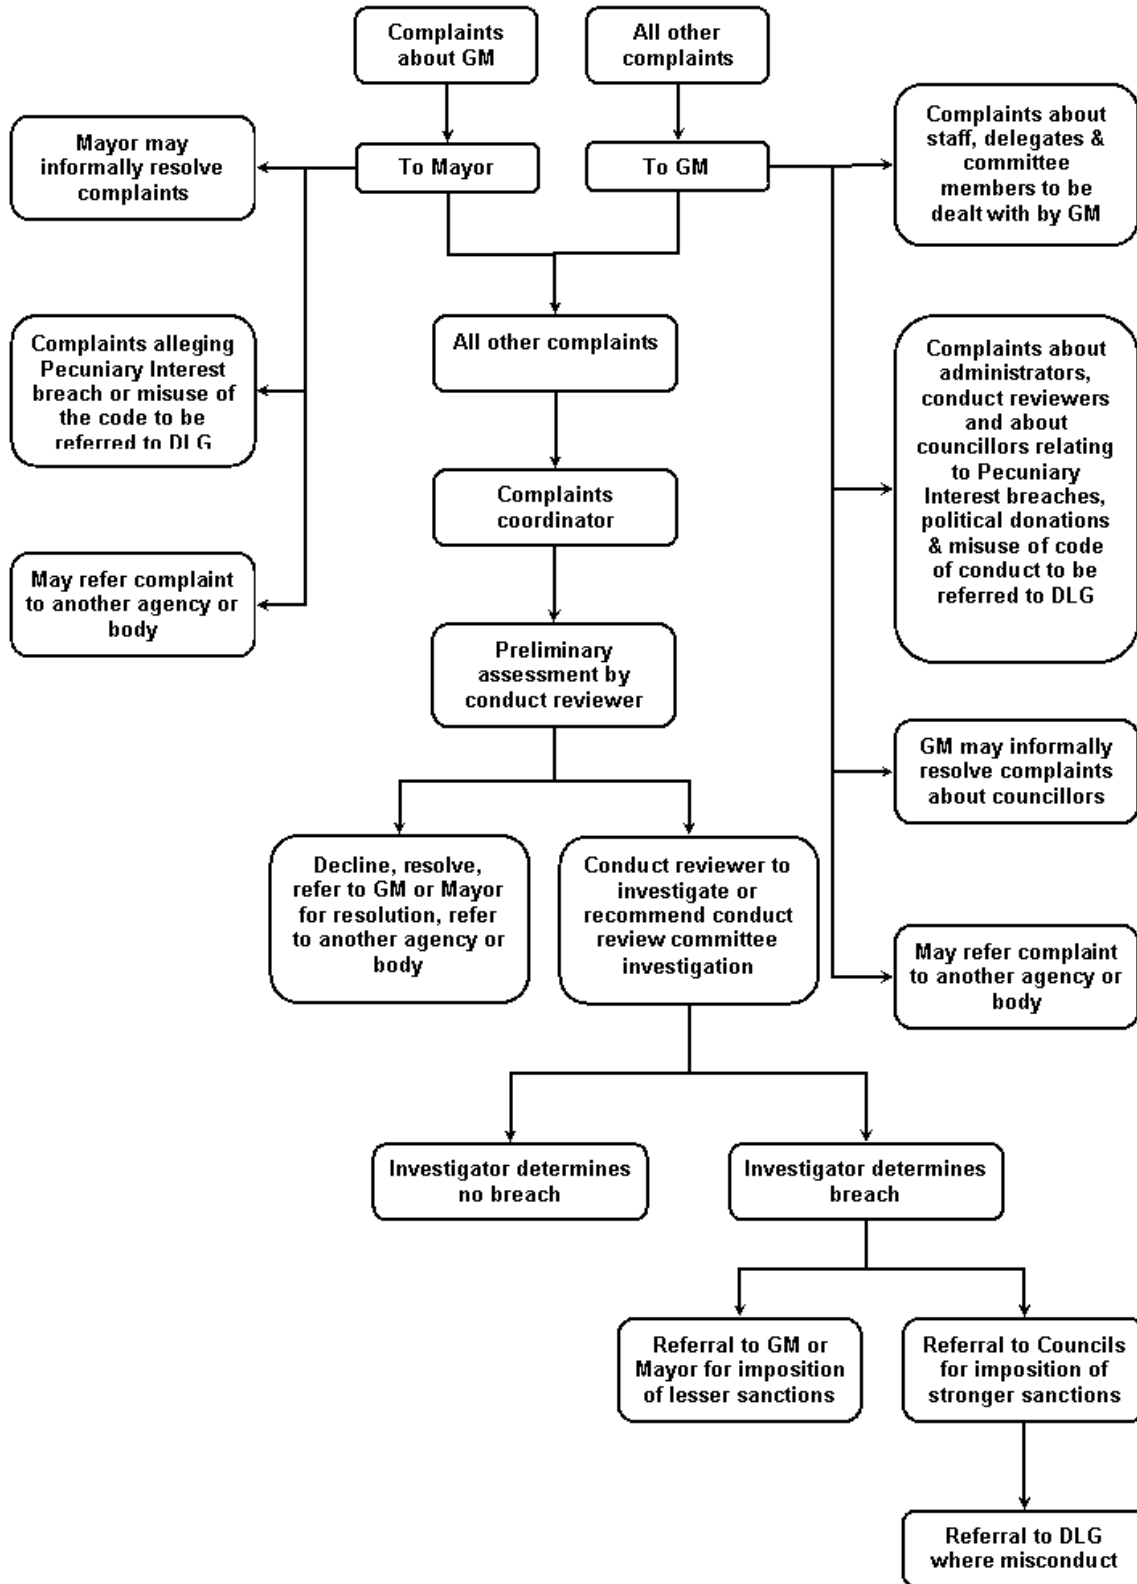 Complaints
about GM
All other
complaints
To Mayor
To GM
Mayor may
informally resolve
complaints
Complaints alleging
Pecuniary Interest
breach or misuse of
the code to be
referred to DLG
May refer complaint
to another agency or
body
Complaints about
staff, delegates &
committee
members to be
dealt with by GM
Complaints about
administrators,
conduct reviewers
and about
councillors relating
to Pecuniary
Interest breaches,
political donations
& misuse of code
of conduct to be
referred to DLG
GM may informally
resolve complaints
about councillors
May refer complaint
to another agency or
body
All other complaints
Complaints
coordinator
Preliminary
assessment by
conduct reviewer
Decline, resolve,
refer to GM or Mayor
for resolution, refer
to another agency or
body
Conduct reviewer to
investigate or
recommend conduct
review committee
investigation
Investigator determines
no breach
Investigator determines
breach
Referral to GM or
Mayor for imposition
of lesser sanctions
Referral to Councils
for imposition of
stronger sanctions
Referral to DLG
where misconduct